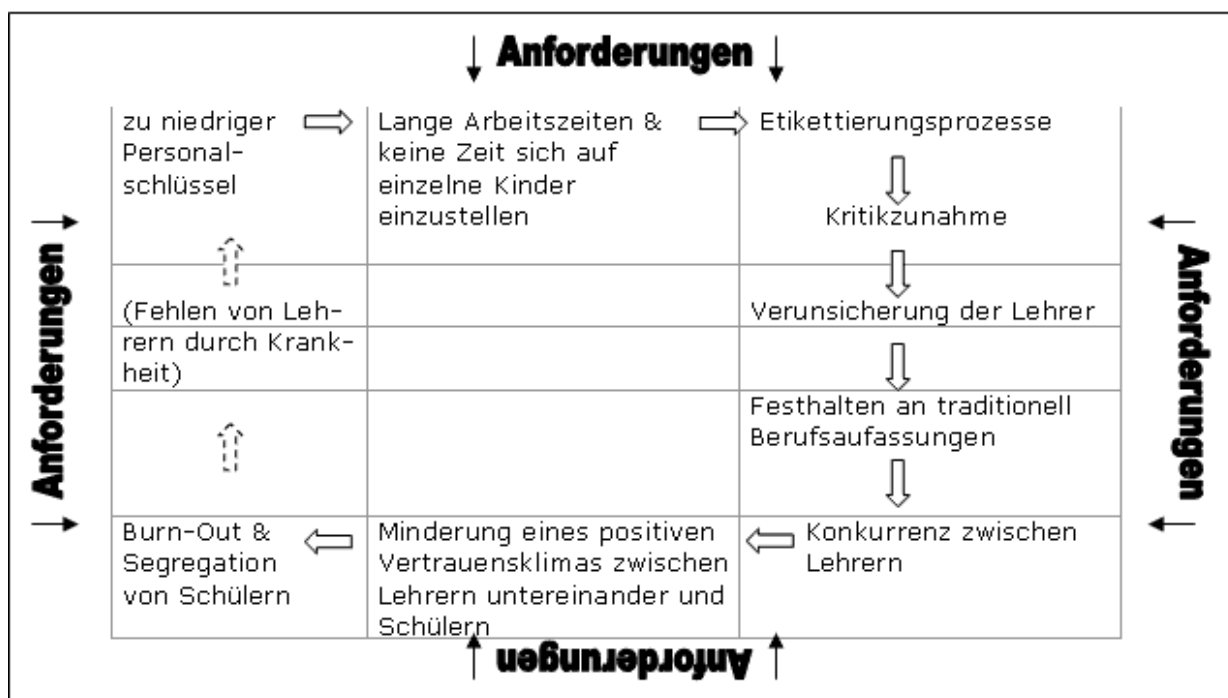 Anforderungen
zu niedriger
Personal-
schlüssel
Lange Arbeitszeiten &
keine Zeit sich auf
einzelne Kinder
einzustellen
Etikettierungsprozesse
Kritikzunahme
Anforderungen
Anforderungen
(Fehlen von Leh-
rern durch Krank-
heit)
Verunsicherung der Lehrer
Festhalten an traditionell
Berufsaufassungen
Burn-Out &
Segregation
von Schülern
Minderung eines positiven
Vertrauensklimas zwischen
Lehrern untereinander und
Schülern
Konkurrenz zwischen
Lehrern
Anforderungen